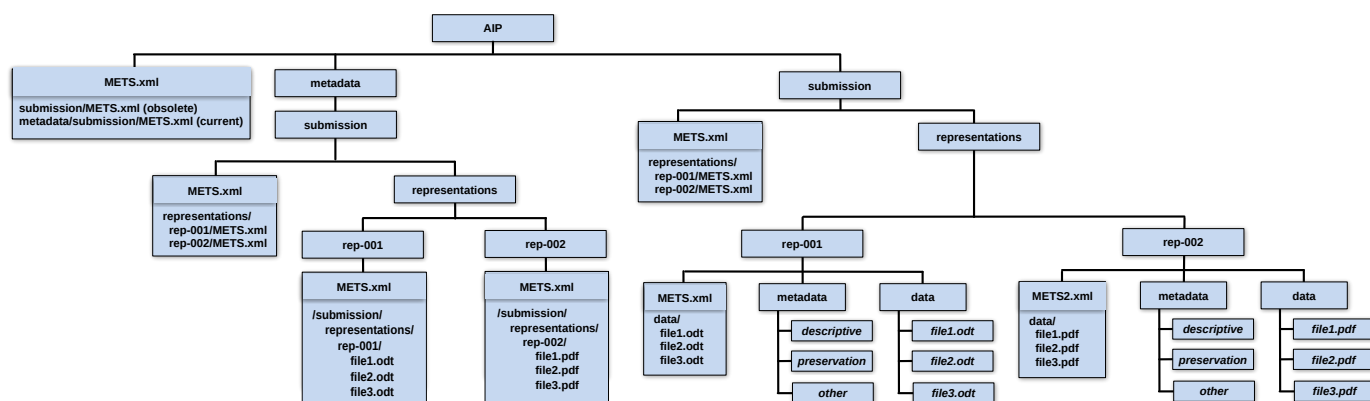 AIP
METS.xml
submission/METS.xml (obsolete)
metadata/submission/METS.xml (current)
metadata
submission
METS.xml
representations/
rep-001/METS.xml
rep-002/METS.xml
representations
rep-001
METS.xml
/submission/
representations/
rep-001/
file1.odt
file2.odt
file3.odt
rep-002
METS.xml
/submission/
representations/
rep-002/
file1.pdf
file2.pdf
file3.pdf
submission
METS.xml
representations/
rep-001/METS.xml
rep-002/METS.xml
representations
rep-001
METS.xml
data/
file1.odt
file2.odt
file3.odt
metadata
descriptive
preservation
other
data
file1.odt
file2.odt
file3.odt
rep-002
METS2.xml
data/
file1.pdf
file2.pdf
file3.pdf
metadata
descriptive
preservation
other
data
file1.pdf
file2.pdf
file3.pdf